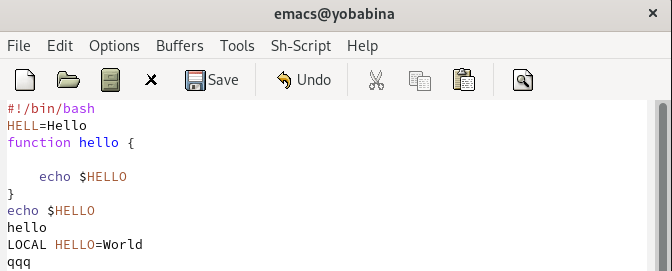 emacs@yobabina
File Edit Options Buffers Tools Sh-Script Help
Save Undo
#!/bin/bash
HELL=Hello
function hello {
    echo $HELLO
}
echo $HELLO
hello
LOCAL HELLO=World
qqq